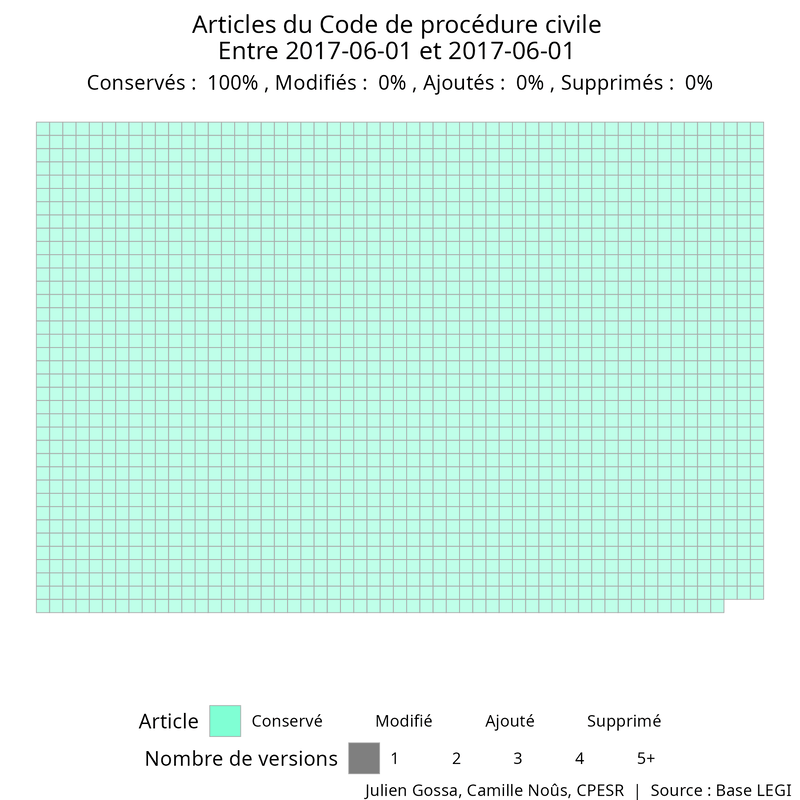 Articles du Code de procédure civile
Entre 2017-06-01 et 2017-06-01
Conservés : 100% , Modifiés : 0% , Ajoutés : 0% , Supprimés : 0%
Article Conservé Modifié Ajouté Supprimé
Nombre de versions 1 2 3 4 5+
Julien Gossa, Camille Noûs, CPESR | Source : Base LEGI